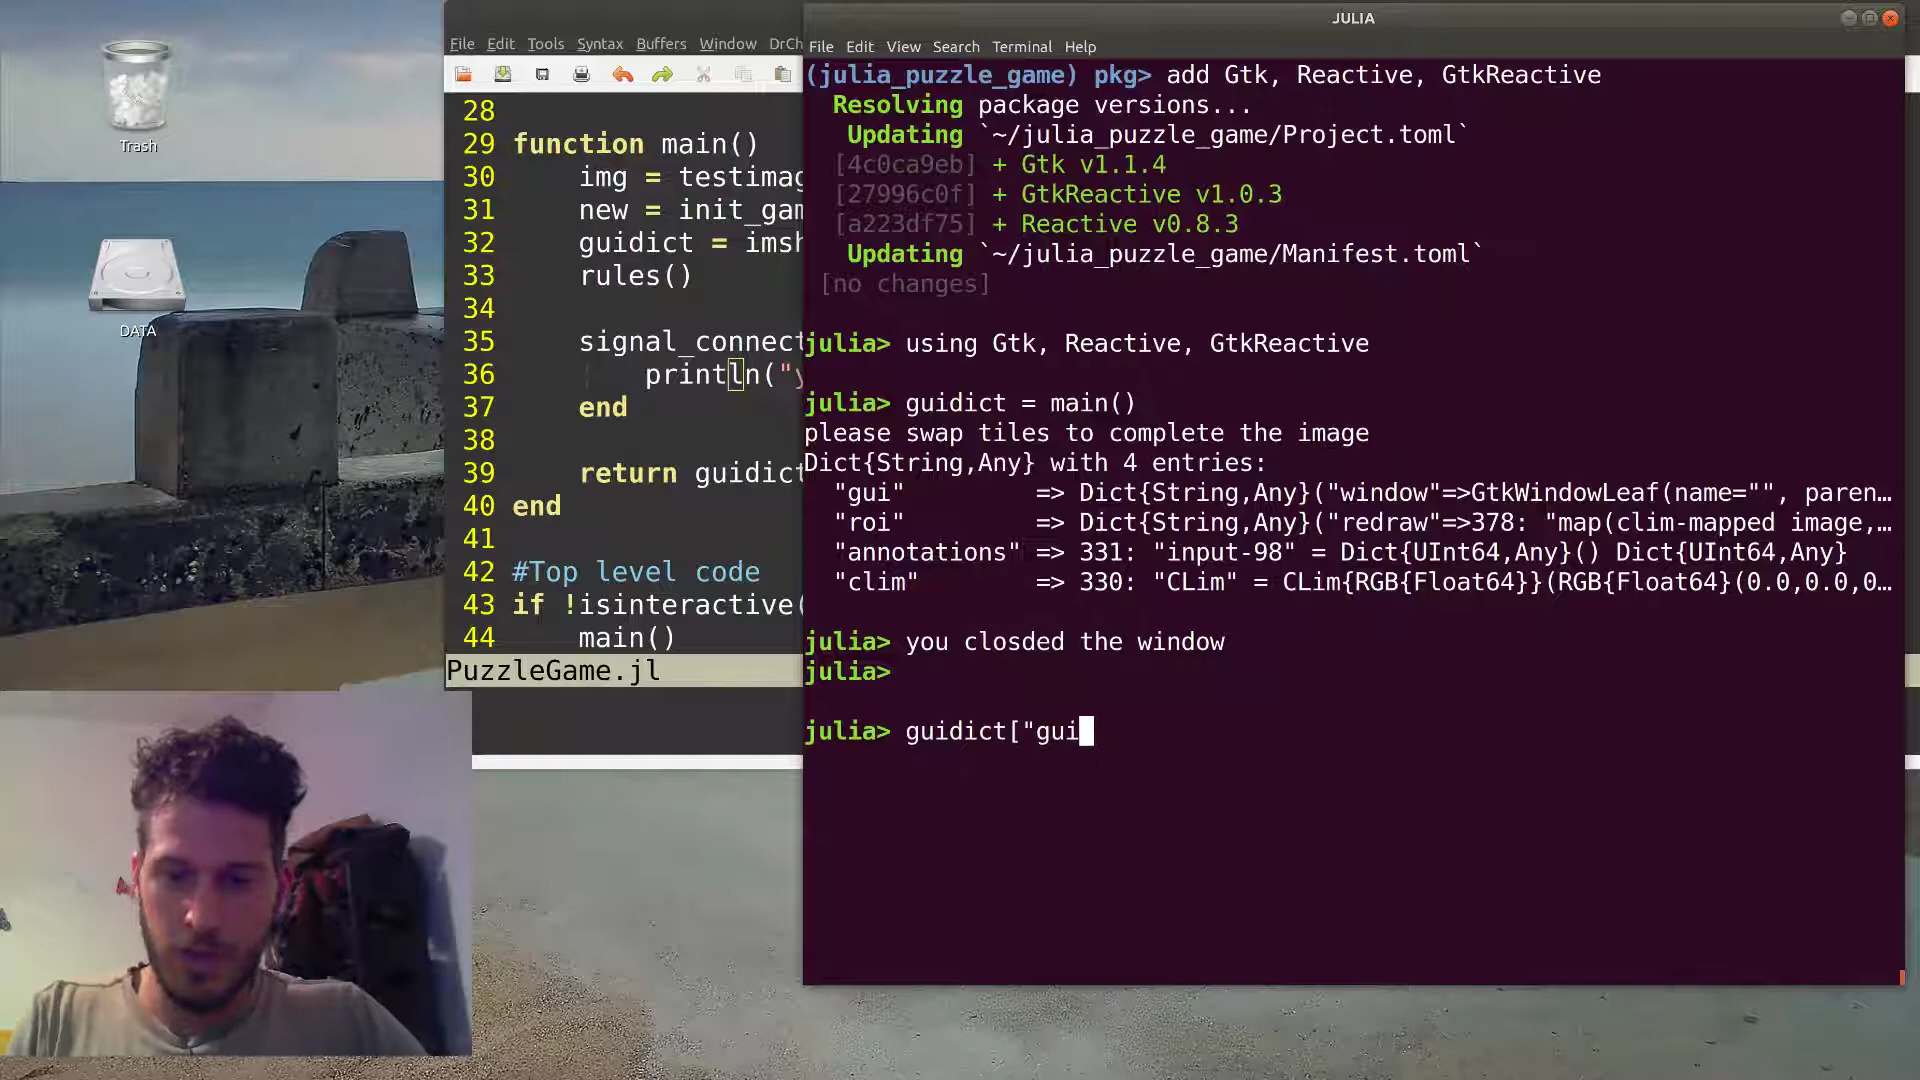 Trash
DATA
File Edit Tools Syntax Buffers Window DrCh
28
29 function main()
30 img = testimag
31 new = init_gam
32 guidict = imsh
33 rules()
34
35 signal_connect
36 println("y
37 end
38
39 return guidict
40 end
41
42 #Top level code
43 if !isinteractive(
44 main()
PuzzleGame.jl
JULIA
File Edit View Search Terminal Help
(julia_puzzle_game) pkg> add Gtk, Reactive, GtkReactive
Resolving package versions...
Updating `~/julia_puzzle_game/Project.toml`
[4c0ca9eb] + Gtk v1.1.4
[27996c0f] + GtkReactive v1.0.3
[a223df75] + Reactive v0.8.3
Updating `~/julia_puzzle_game/Manifest.toml`
[no changes]
julia> using Gtk, Reactive, GtkReactive
julia> guidict = main()
please swap tiles to complete the image
Dict{String,Any} with 4 entries:
"gui" => Dict{String,Any}("window"=>GtkWindowLeaf(name="", paren…
"roi" => Dict{String,Any}("redraw"=>378: "map(clim-mapped image,…
"annotations" => 331: "input-98" = Dict{UInt64,Any}() Dict{UInt64,Any}
"clim" => 330: "CLim" = CLim{RGB{Float64}}(RGB{Float64}(0.0,0.0,0…
julia> you closded the window
julia>
julia> guidict["gui